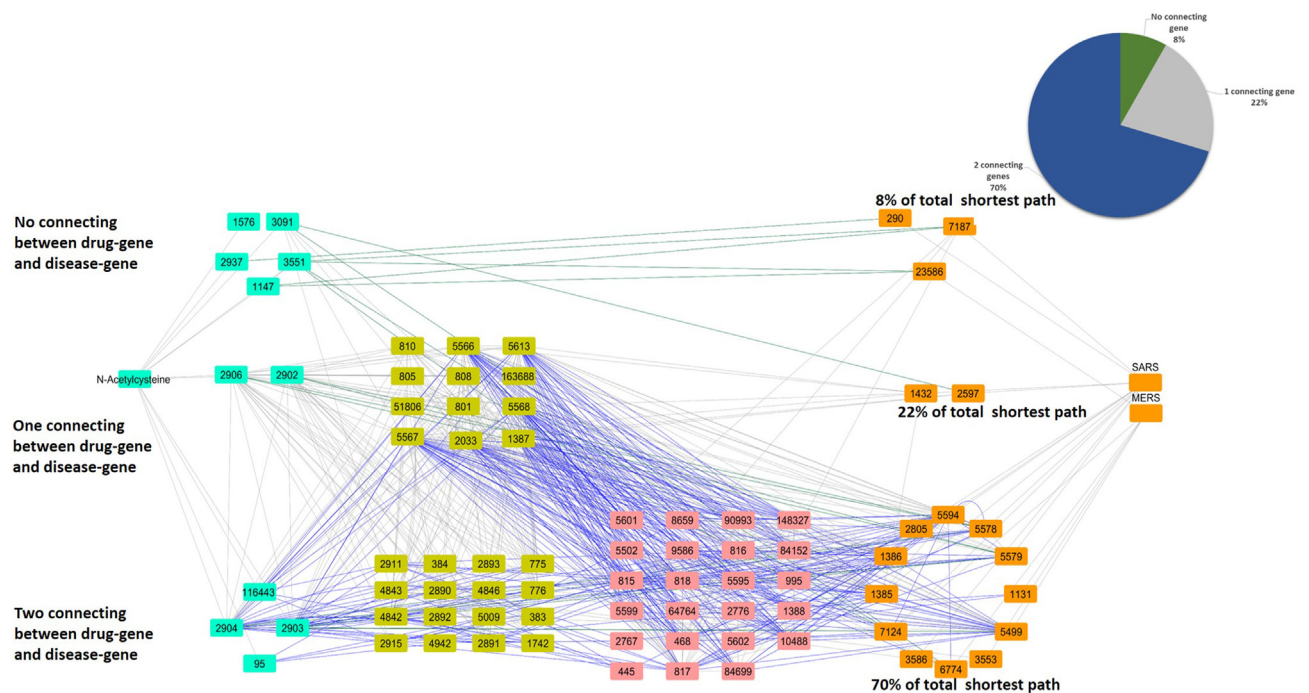 No connecting
gene
8%
1 connecting gene
22%
2 connecting
genes
70%
8% of total shortest path
No connecting
between drug-gene
and disease-gene
1576 3091
290
7187
2937 3551
23586
1147
810 5566 5613
N-Acetylcysteine
2906 2902
805 808 163688
SARS
MERS
1432 2597
22% of total shortest path
51806 801 5568
5567 2033 1387
One connecting
between drug-gene
and disease-gene
5601 8659 90993 148327
5594
2805 5578
5502 9586 816 84152
1386 5579
2911 384 2893 775
815 818 5595 995
116443
4843 2890 4846 776
1385 1131
5599 64764 2776 1388
Two connecting
between drug-gene
and disease-gene
2904 2903
4842 2892 5009 383
7124 5499
2915 4942 2891 1742
2767 468 5602 10488
95
3586 3553
6774
445 817 84699
70% of total shortest path